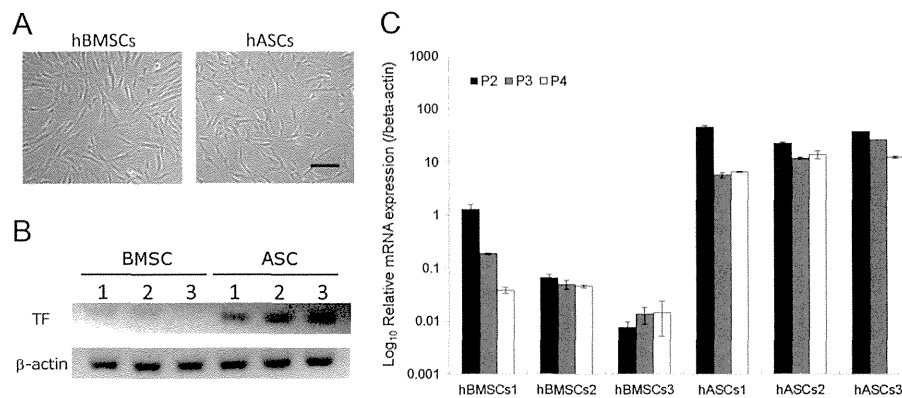 A
hBMSCs
hASCs
B
BMSC
ASC
1 2 3 1 2 3
TF
β-actin
C
Log10 Relative mRNA expression (/beta-actin)
1000
100
10
1
0.1
0.01
0.001
P2 P3 P4
hBMSCs1 hBMSCs2 hBMSCs3 hASCs1 hASCs2 hASCs3